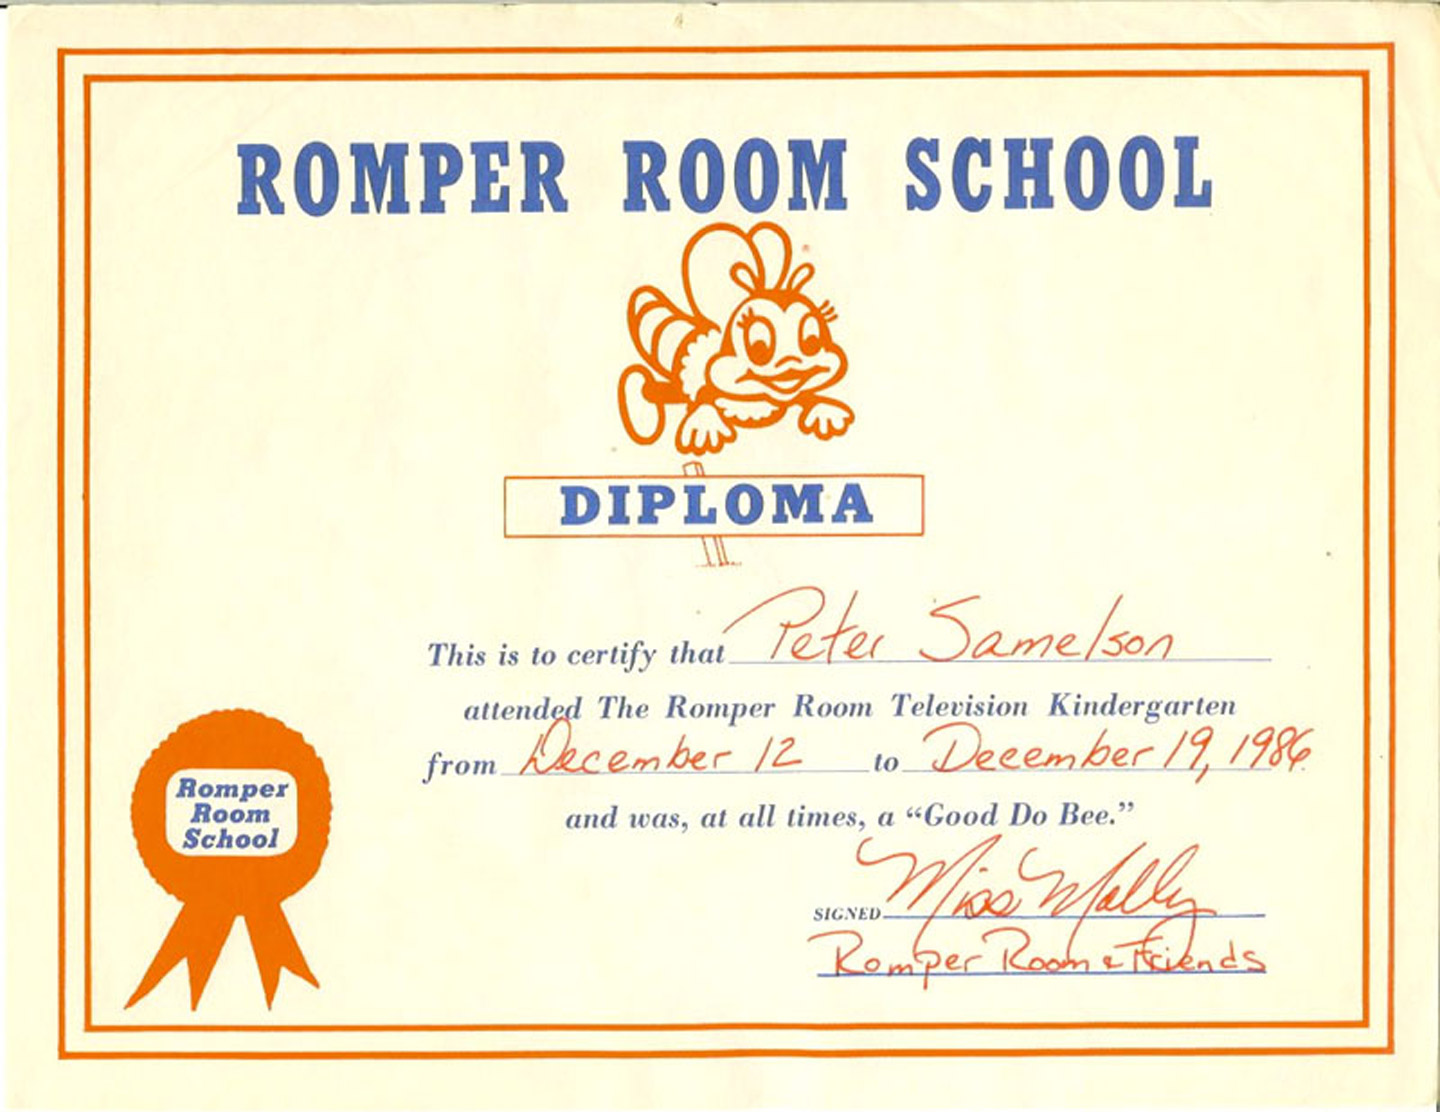 ROMPER ROOM SCHOOL
®
DIPLOMA
This is to certify that Peter Samelson
attended The Romper Room Television Kindergarten
from December 12 to December 19, 1986
and was, at all times, a “Good Do Bee.”
Romper
Room
School
SIGNED Miss Molly
Romper Room & Friends